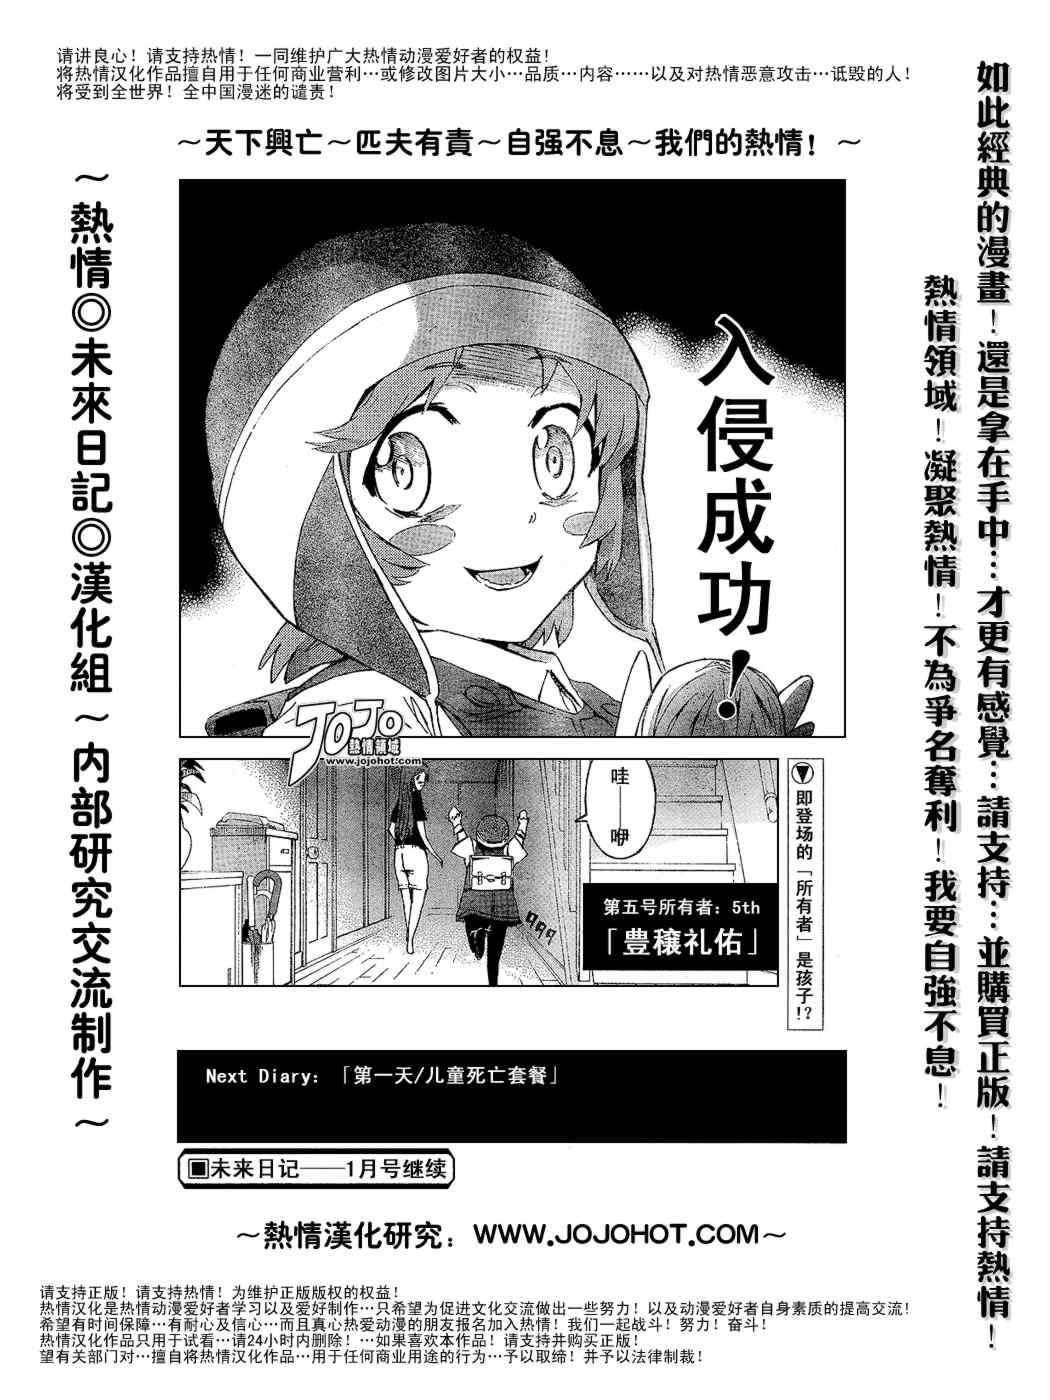 请讲良心！请支持热情！一同维护广大热情动漫爱好者的权益！
将热情汉化作品擅自用于任何商业营利…或修改图片大小…品质…内容……以及对热情恶意攻击…诋毁的人！
将受到全世界！全中国漫迷的谴责！
～天下興亡～匹夫有責～自强不息～我們的熱情！～
如此經典的漫畫！還是拿在手中…才更有感覺…請支持…並購買正版！請支持熱情！
熱情領域！凝聚熱情！不為爭名奪利！我要自強不息！
～熱情◎未來日記◎漢化組～内部研究交流制作～
入侵成功！
JOJO
熱情領域
www.jojohot.com
哇——咿
▼即登场的「所有者」是孩子!?
第五号所有者：5th
「豊穣礼佑」
Next Diary：「第一天/儿童死亡套餐」
▣未来日记——1月号继续
～熱情漢化研究：WWW.JOJOHOT.COM～
请支持正版！请支持热情！为维护正版版权的权益！
热情汉化是热情动漫爱好者学习以及爱好制作…只希望为促进文化交流做出一些努力！以及动漫爱好者自身素质的提高交流！
希望有时间保障…有耐心及信心…而且真心热爱动漫的朋友报名加入热情！我们一起战斗！努力！奋斗！
热情汉化作品只用于试看…请24小时内删除！…如果喜欢本作品！请支持并购买正版！
望有关部门对…擅自将热情汉化作品…用于任何商业用途的行为…予以取缔！并予以法律制裁！